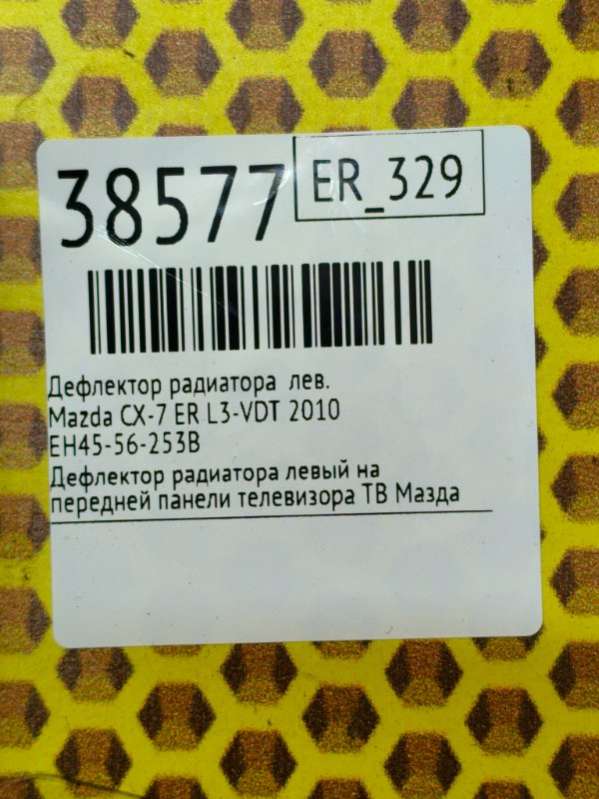 38577
ER_329
Дефлектор радиатора лев.
Mazda CX-7 ER L3-VDT 2010
EH45-56-253B
Дефлектор радиатора левый на
передней панели телевизора ТВ Мазда